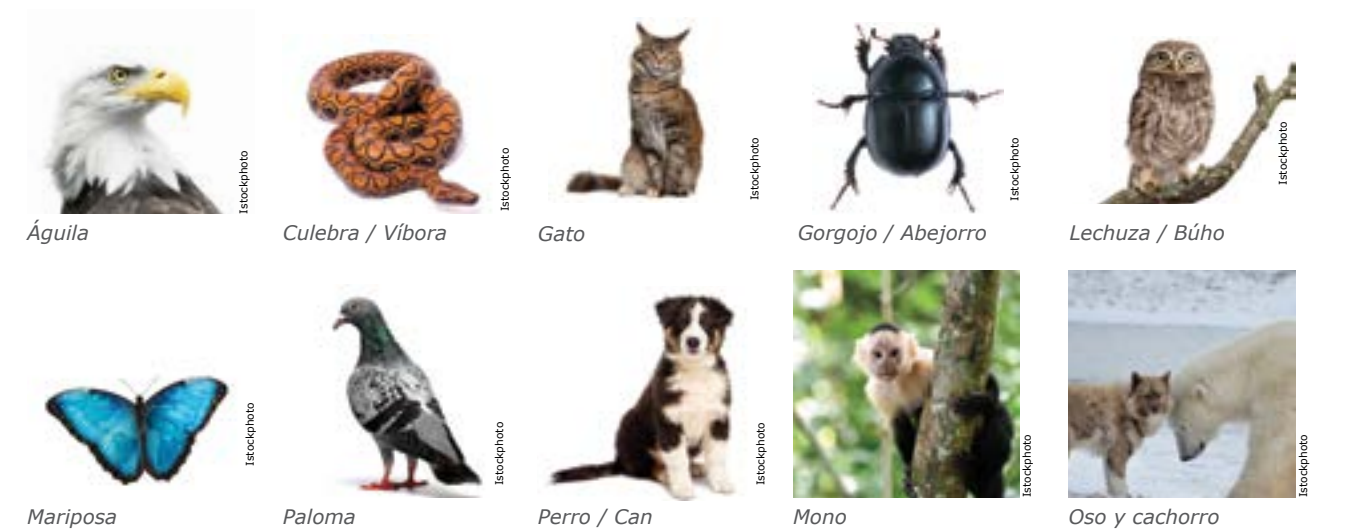 Istockphoto
Istockphoto
Istockphoto
Istockphoto
Istockphoto
Águila
Culebra / Víbora
Gato
Gorgojo / Abejorro
Lechuza / Búho
Istockphoto
Istockphoto
Istockphoto
Istockphoto
Istockphoto
Mariposa
Paloma
Perro / Can
Mono
Oso y cachorro